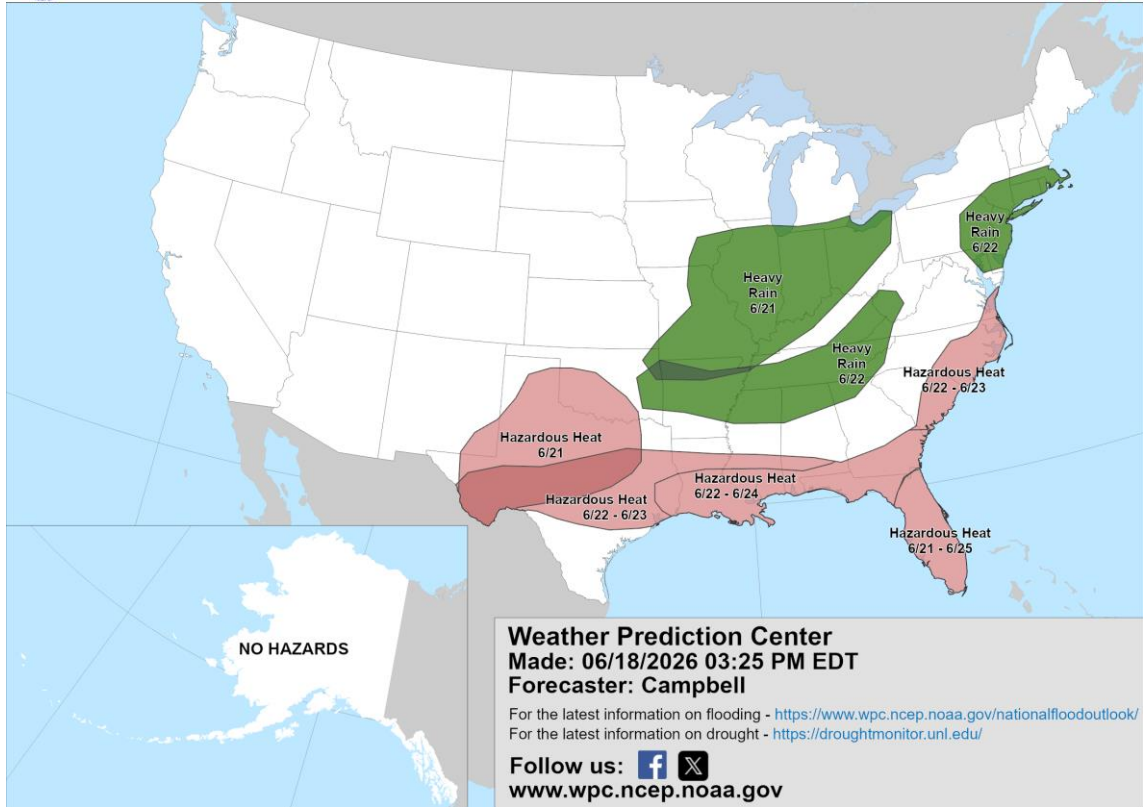 Heavy
Rain
6/22
Heavy
Rain
6/21
Heavy
Rain
6/22
Hazardous Heat
6/22 - 6/23
Hazardous Heat
6/21
Hazardous Heat
6/22 - 6/24
Hazardous Heat
6/22 - 6/23
Hazardous Heat
6/21 - 6/25
NO HAZARDS
Weather Prediction Center
Made: 06/18/2026 03:25 PM EDT
Forecaster: Campbell
For the latest information on flooding - https://www.wpc.ncep.noaa.gov/nationalfloodoutlook/
For the latest information on drought - https://droughtmonitor.unl.edu/
Follow us:
www.wpc.ncep.noaa.gov